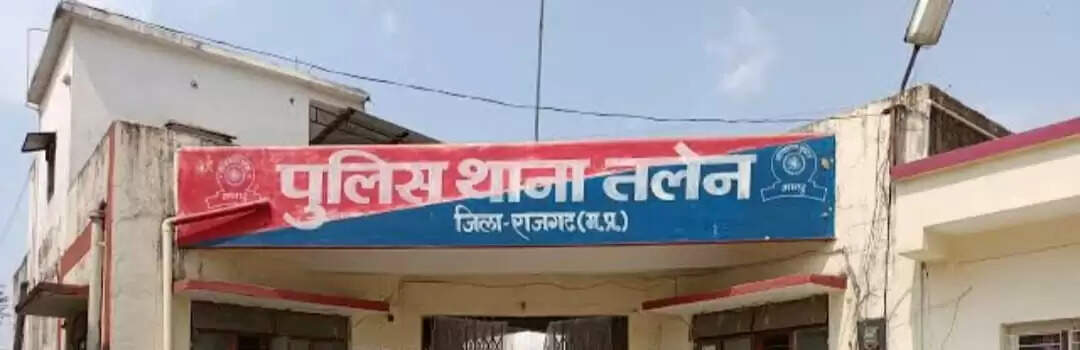 पुलिस थाना तलेन
जिला-राजगढ (म.प्र.)